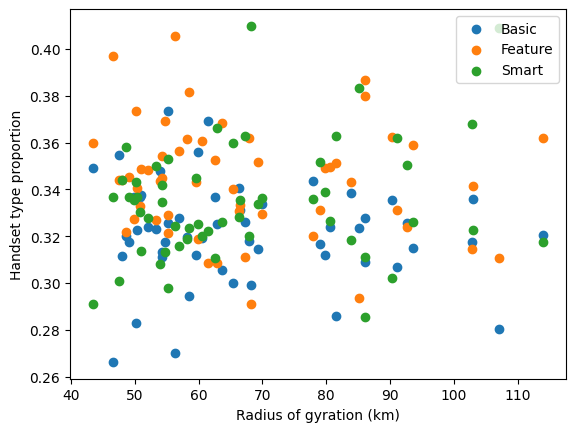 Basic
Feature
Smart
0.40
0.38
0.36
0.34
0.32
0.30
0.28
0.26
Handset type proportion
40 50 60 70 80 90 100 110
Radius of gyration (km)